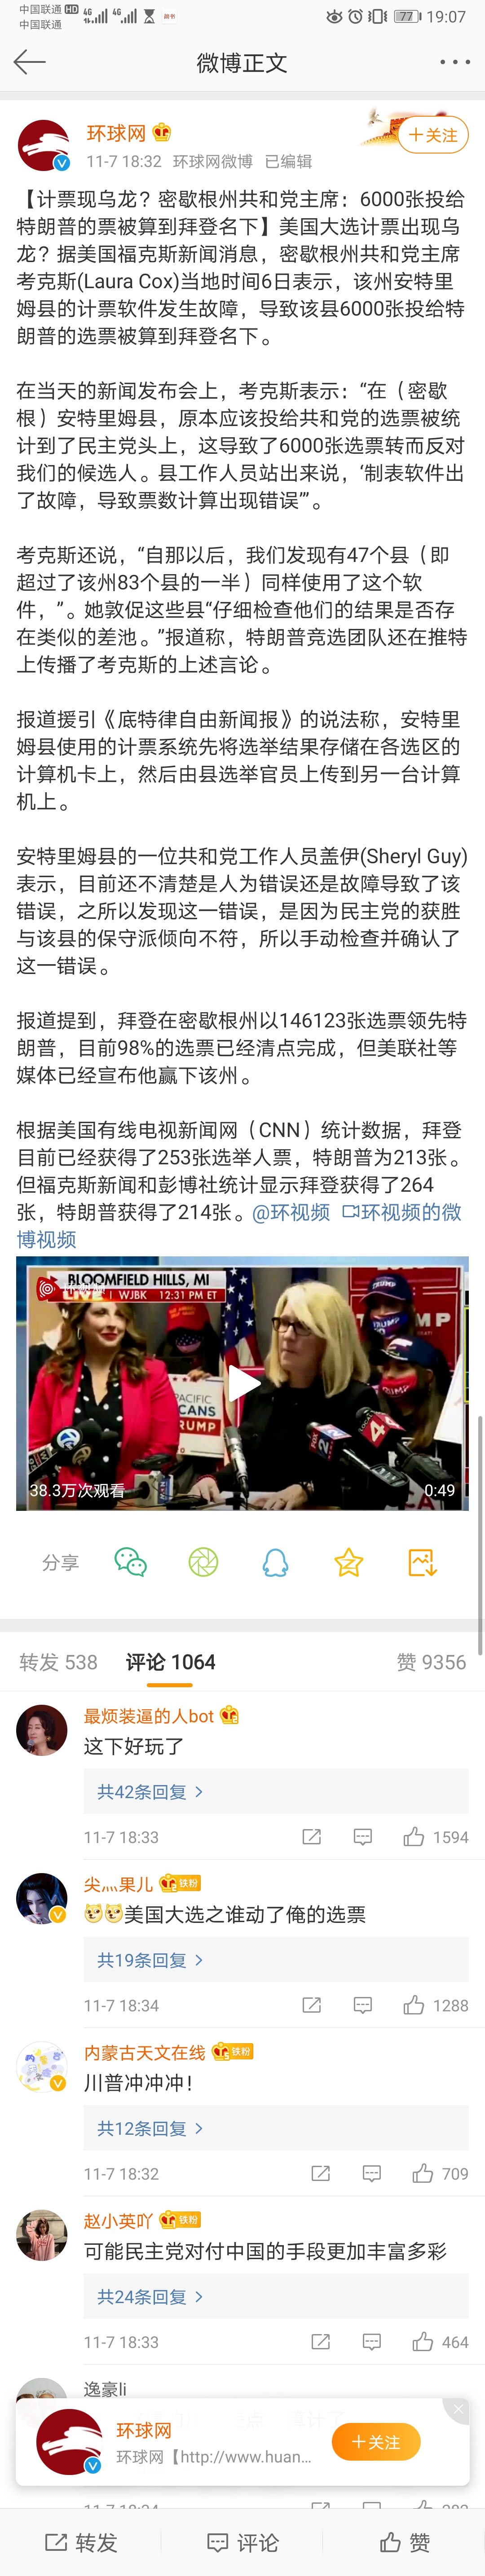 中国联通 HD 4G 4G 77 19:07
中国联通
微博正文
环球网
11-7 18:32 环球网微博 已编辑
+关注
【计票现乌龙？密歇根州共和党主席：6000张投给
特朗普的票被算到拜登名下】美国大选计票出现乌
龙？据美国福克斯新闻消息，密歇根州共和党主席
考克斯(Laura Cox)当地时间6日表示，该州安特里
姆县的计票软件发生故障，导致该县6000张投给特
朗普的选票被算到拜登名下。
在当天的新闻发布会上，考克斯表示：“在（密歇
根）安特里姆县，原本应该投给共和党的选票被统
计到了民主党头上，这导致了6000张选票转而反对
我们的候选人。县工作人员站出来说，‘制表软件出
了故障，导致票数计算出现错误’”。
考克斯还说，“自那以后，我们发现有47个县（即
超过了该州83个县的一半）同样使用了这个软
件，”。她敦促这些县“仔细检查他们的结果是否存
在类似的差池。”报道称，特朗普竞选团队还在推特
上传播了考克斯的上述言论。
报道援引《底特律自由新闻报》的说法称，安特里
姆县使用的计票系统先将选举结果存储在各选区的
计算机卡上，然后由县选举官员上传到另一台计算
机上。
安特里姆县的一位共和党工作人员盖伊(Sheryl Guy)
表示，目前还不清楚是人为错误还是故障导致了该
错误，之所以发现这一错误，是因为民主党的获胜
与该县的保守派倾向不符，所以手动检查并确认了
这一错误。
报道提到，拜登在密歇根州以146123张选票领先特
朗普，目前98%的选票已经清点完成，但美联社等
媒体已经宣布他赢下该州。
根据美国有线电视新闻网（CNN）统计数据，拜登
目前已经获得了253张选举人票，特朗普为213张。
但福克斯新闻和彭博社统计显示拜登获得了264
张，特朗普获得了214张。@环视频 环视频的微
博视频
BLOOMFIELD HILLS, MI
LIVE WJBK 12:31 PM ET
TRUMP
PACIFIC
CANS
TRUMP
FOX 2
LOCAL 4
38.3万次观看 0:49
分享
转发 538 评论 1064 赞 9356
最烦装逼的人bot
这下好玩了
共42条回复 >
11-7 18:33 1594
尖灬果儿 铁粉
美国大选之谁动了俺的选票
共19条回复 >
11-7 18:34 1288
内蒙古天文在线 铁粉
川普冲冲冲！
共12条回复 >
11-7 18:32 709
赵小英吖 铁粉
可能民主党对付中国的手段更加丰富多彩
共24条回复 >
11-7 18:33 464
逸豪li
环球网
环球网【http://www.huan...
+关注
转发 评论 赞